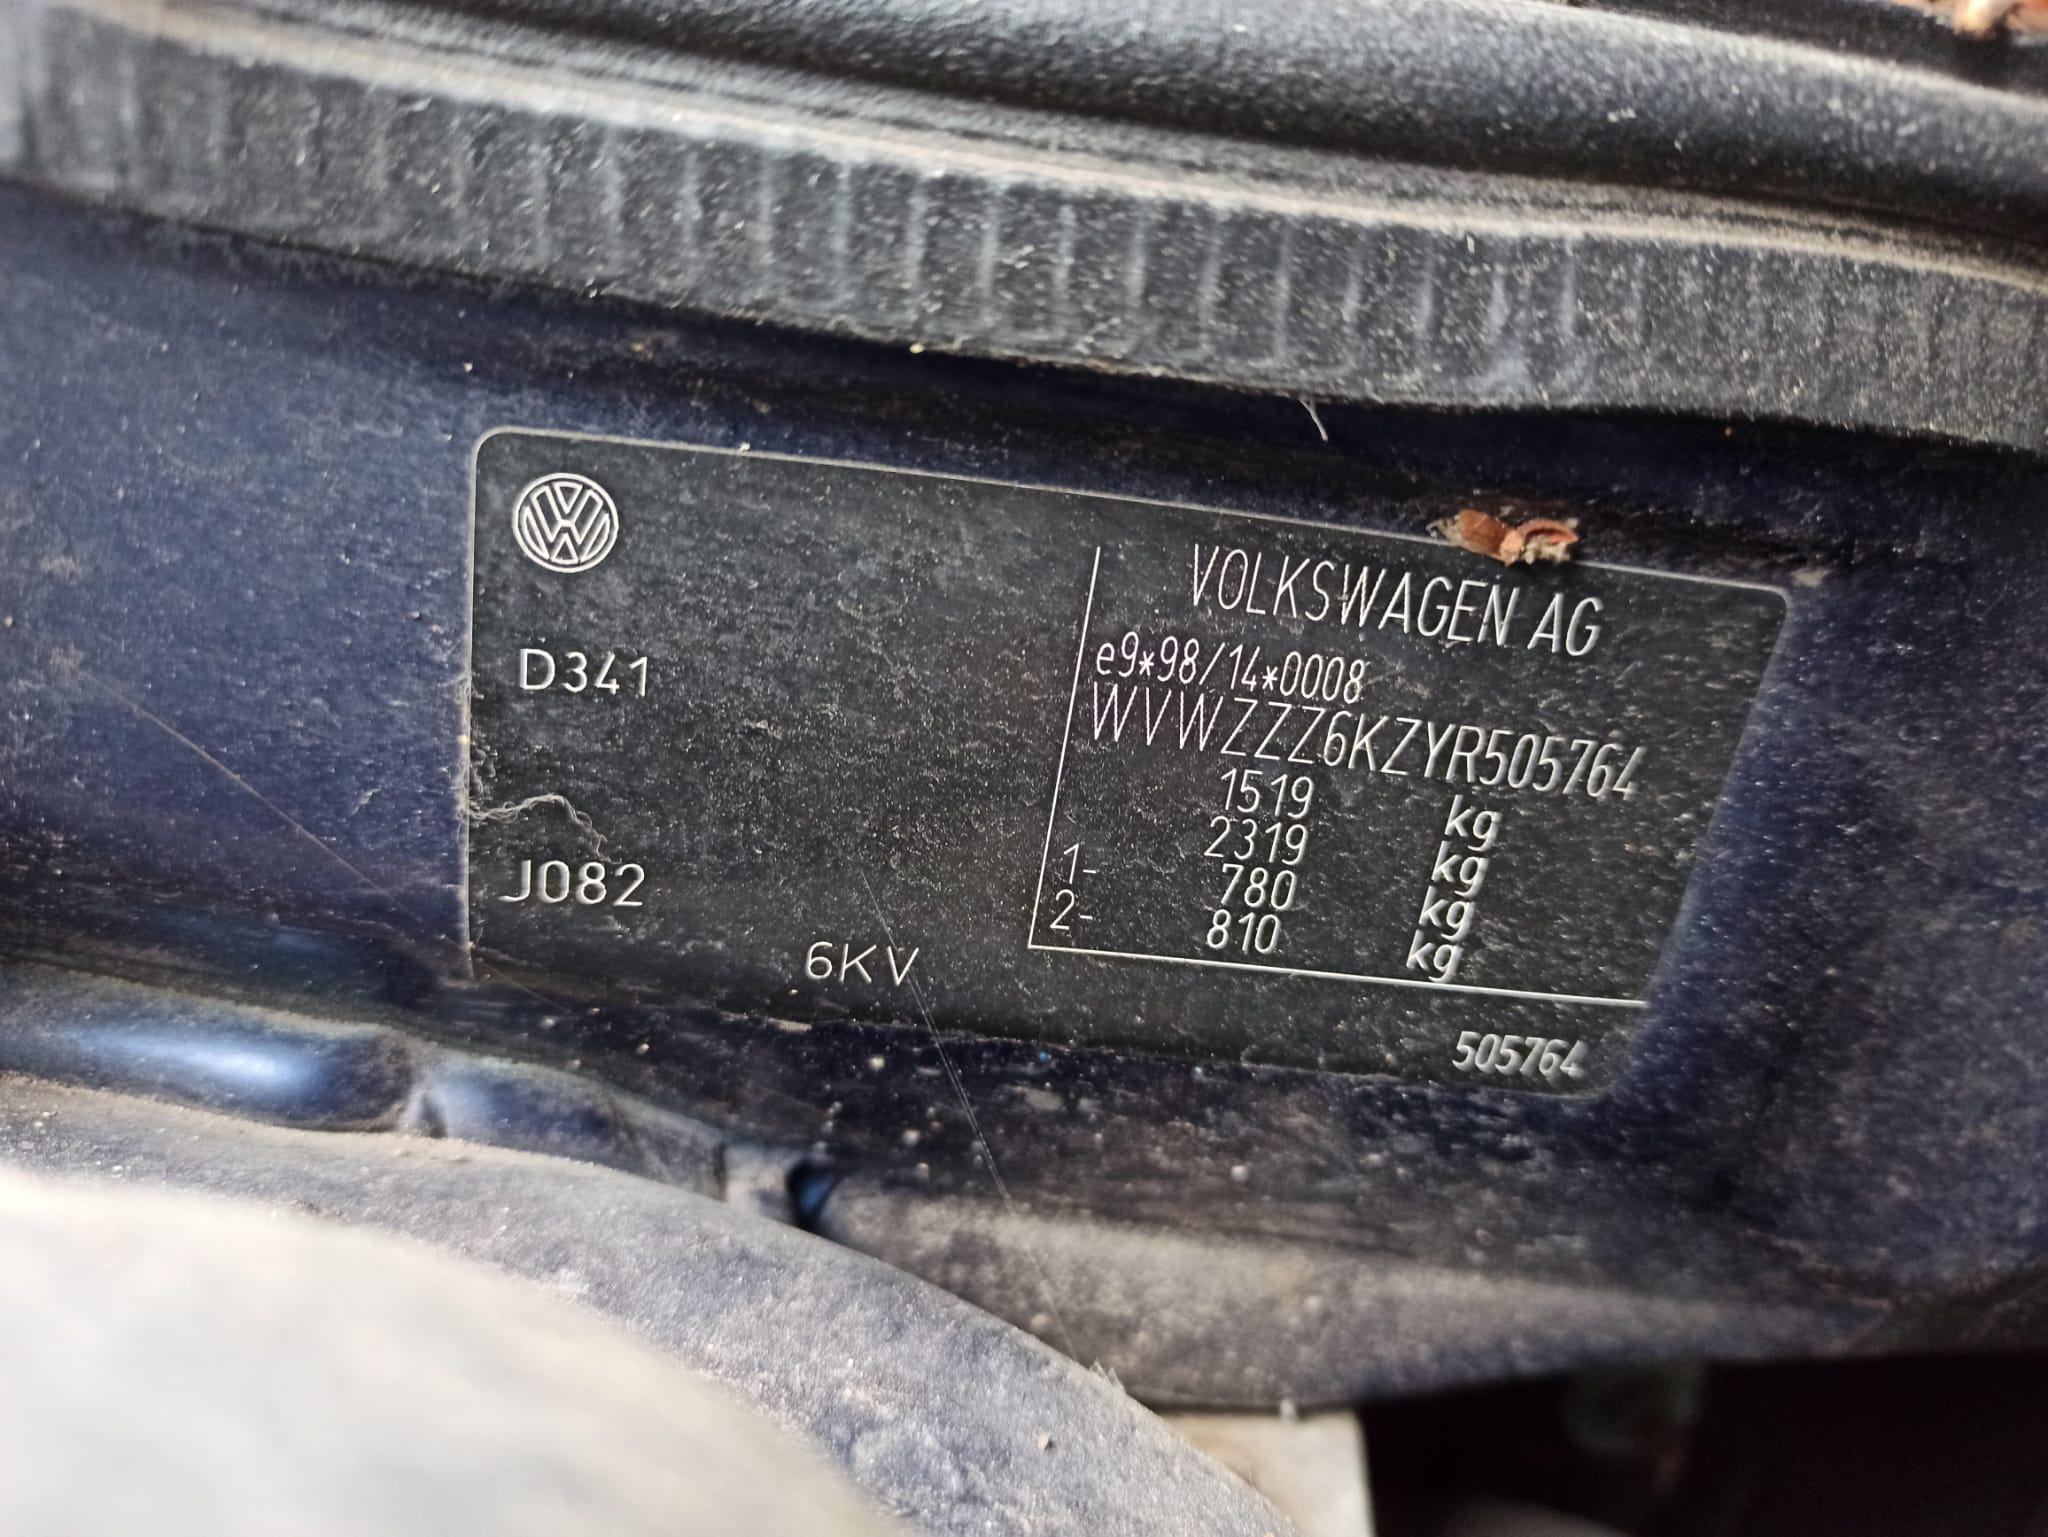 VOLKSWAGEN AG
e9*98/14*0008
WVWZZZ6KZYR505764
1519 kg
2319 kg
1- 780 kg
2- 810 kg
D341
J082
6KV
505764